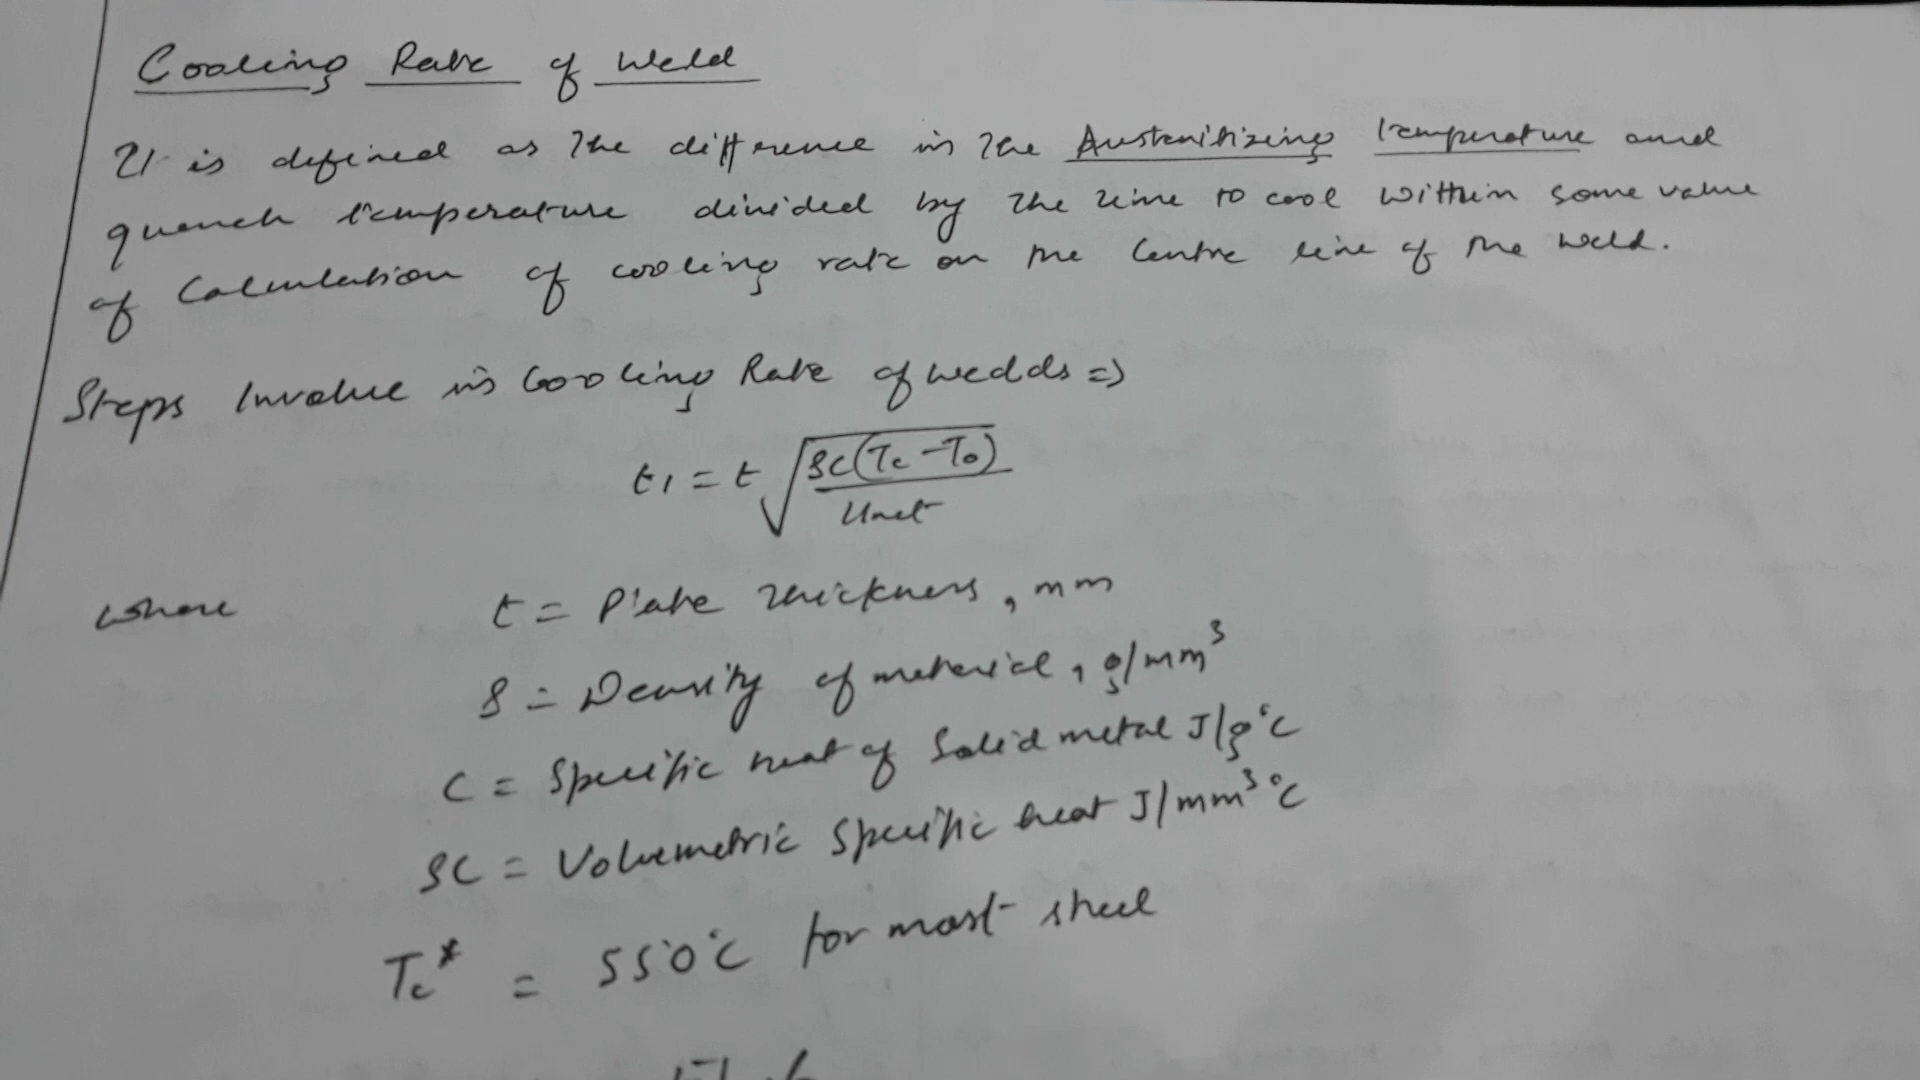 Cooling Rate of Weld
It is defined as the difference in the Austenitizing temperature and
quench temperature divided by the time to cool within some value
of Calculation of cooling rate on the Centre line of the weld.
Steps Involve in Cooling Rate of wedds ⇒
t1 = t √(ρc(Tc - To) / Hnet)
where t = Plate thickness, mm
ρ = Density of material, g/mm³
C = Specific heat of Solid metal J/g°C
ρC = Voluemetric Specific heat J/mm³°C
Tc* = 550°C for most steel